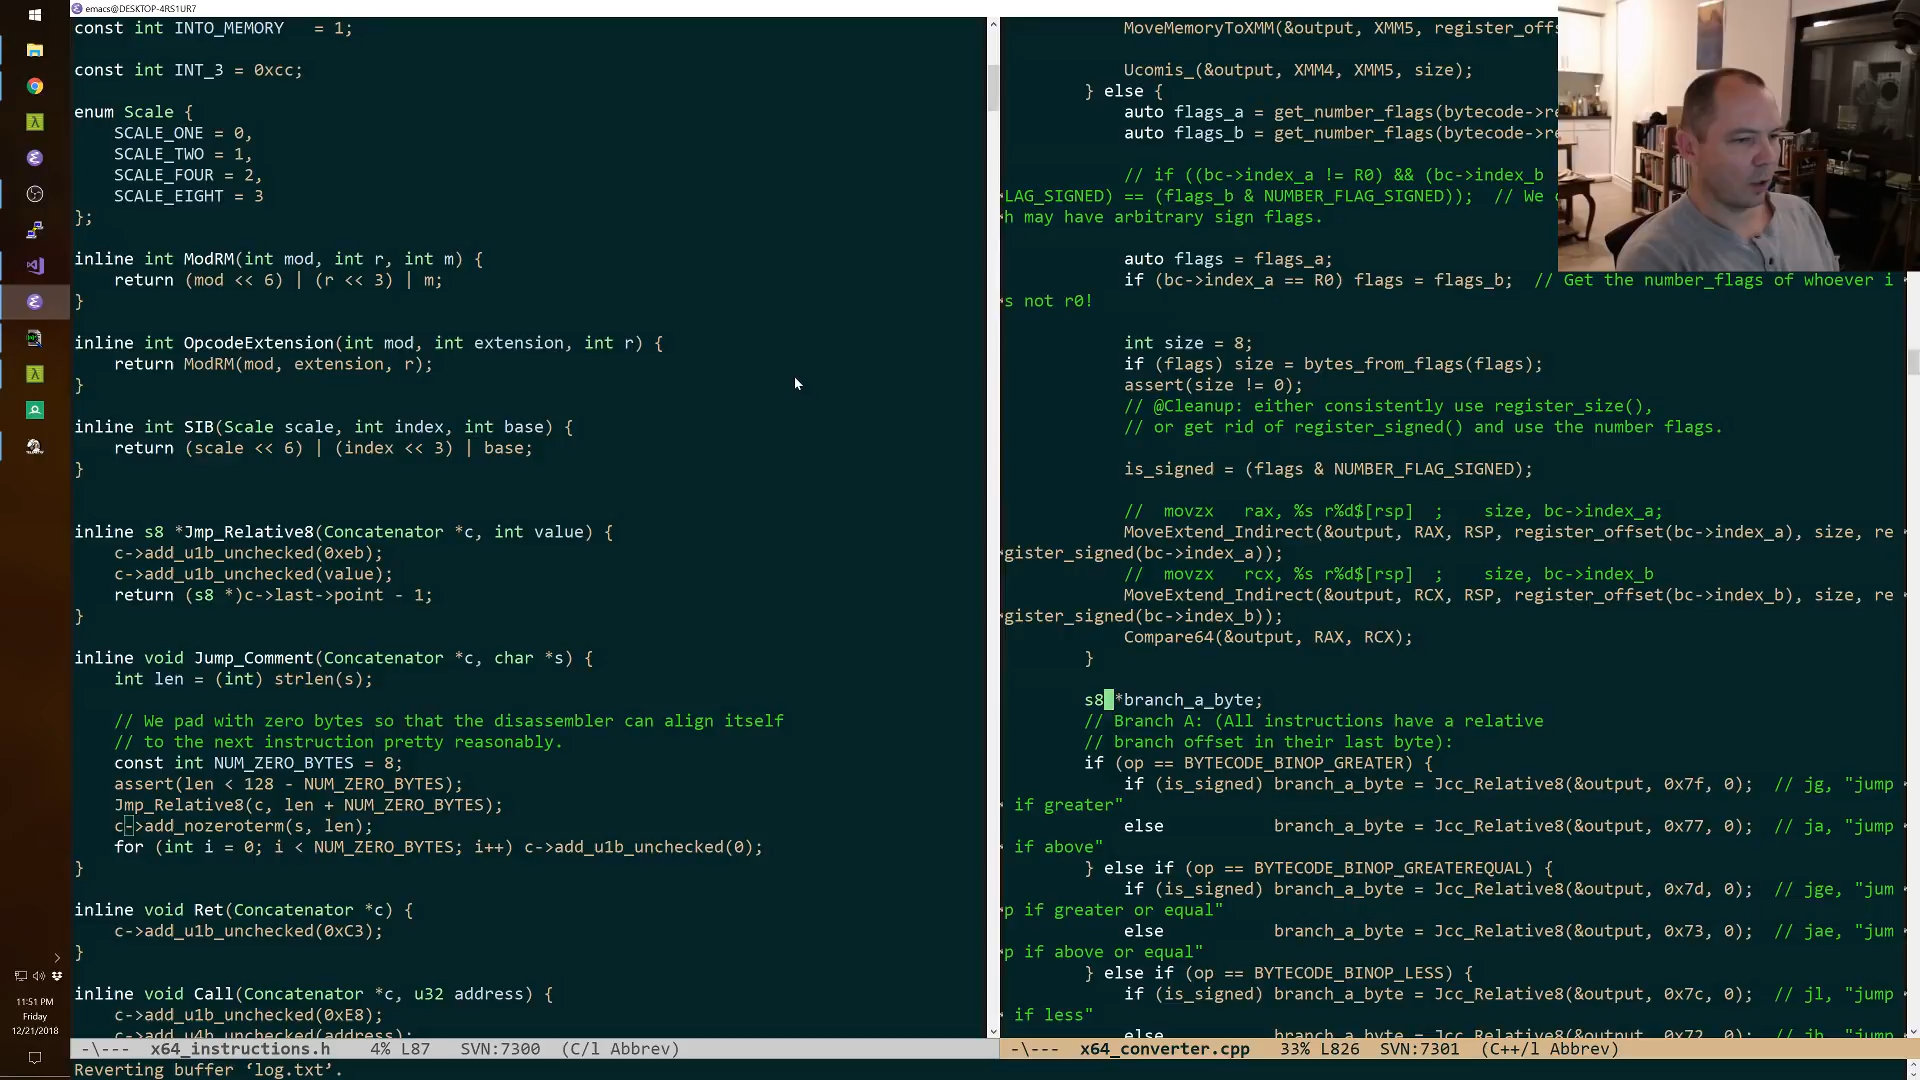 emacs@DESKTOP-4RS1UR7
const int INTO_MEMORY   = 1;
const int INT_3 = 0xcc;
enum Scale {
    SCALE_ONE = 0,
    SCALE_TWO = 1,
    SCALE_FOUR = 2,
    SCALE_EIGHT = 3
};
inline int ModRM(int mod, int r, int m) {
    return (mod << 6) | (r << 3) | m;
}
inline int OpcodeExtension(int mod, int extension, int r) {
    return ModRM(mod, extension, r);
}
inline int SIB(Scale scale, int index, int base) {
    return (scale << 6) | (index << 3) | base;
}
inline s8 *Jmp_Relative8(Concatenator *c, int value) {
    c->add_u1b_unchecked(0xeb);
    c->add_u1b_unchecked(value);
    return (s8 *)c->last->point - 1;
}
inline void Jump_Comment(Concatenator *c, char *s) {
    int len = (int) strlen(s);
    // We pad with zero bytes so that the disassembler can align itself
    // to the next instruction pretty reasonably.
    const int NUM_ZERO_BYTES = 8;
    assert(len < 128 - NUM_ZERO_BYTES);
    Jmp_Relative8(c, len + NUM_ZERO_BYTES);
    c->add_nozeroterm(s, len);
    for (int i = 0; i < NUM_ZERO_BYTES; i++) c->add_u1b_unchecked(0);
}
inline void Ret(Concatenator *c) {
    c->add_u1b_unchecked(0xC3);
}
inline void Call(Concatenator *c, u32 address) {
    c->add_u1b_unchecked(0xE8);
    c->add_u4b_unchecked(address);
-\---  x64_instructions.h   4% L87   SVN:7300  (C/l Abbrev)
Reverting buffer ‘log.txt’.
MoveMemoryToXMM(&output, XMM5, register_offs
Ucomis_(&output, XMM4, XMM5, size);
} else {
auto flags_a = get_number_flags(bytecode->re
auto flags_b = get_number_flags(bytecode->re
// if ((bc->index_a != R0) && (bc->index_b
LAG_SIGNED) == (flags_b & NUMBER_FLAG_SIGNED));  // We
h may have arbitrary sign flags.
auto flags = flags_a;
if (bc->index_a == R0) flags = flags_b;  // Get the number_flags of whoever i
s not r0!
int size = 8;
if (flags) size = bytes_from_flags(flags);
assert(size != 0);
// @Cleanup: either consistently use register_size(),
// or get rid of register_signed() and use the number flags.
is_signed = (flags & NUMBER_FLAG_SIGNED);
//  movzx   rax, %s r%d$[rsp]  ;    size, bc->index_a;
MoveExtend_Indirect(&output, RAX, RSP, register_offset(bc->index_a), size, re
gister_signed(bc->index_a));
//  movzx   rcx, %s r%d$[rsp]  ;    size, bc->index_b
MoveExtend_Indirect(&output, RCX, RSP, register_offset(bc->index_b), size, re
gister_signed(bc->index_b));
Compare64(&output, RAX, RCX);
}
s8 *branch_a_byte;
// Branch A: (All instructions have a relative
// branch offset in their last byte):
if (op == BYTECODE_BINOP_GREATER) {
if (is_signed) branch_a_byte = Jcc_Relative8(&output, 0x7f, 0);  // jg, "jump
if greater"
else           branch_a_byte = Jcc_Relative8(&output, 0x77, 0);  // ja, "jump
if above"
} else if (op == BYTECODE_BINOP_GREATEREQUAL) {
if (is_signed) branch_a_byte = Jcc_Relative8(&output, 0x7d, 0);  // jge, "jum
p if greater or equal"
else           branch_a_byte = Jcc_Relative8(&output, 0x73, 0);  // jae, "jum
p if above or equal"
} else if (op == BYTECODE_BINOP_LESS) {
if (is_signed) branch_a_byte = Jcc_Relative8(&output, 0x7c, 0);  // jl, "jump
if less"
else           branch_a_byte = Jcc_Relative8(&output, 0x72, 0);  // jb, "jump
-\---  x64_converter.cpp   33% L826  SVN:7301  (C++/l Abbrev)
11:51 PM
Friday
12/21/2018